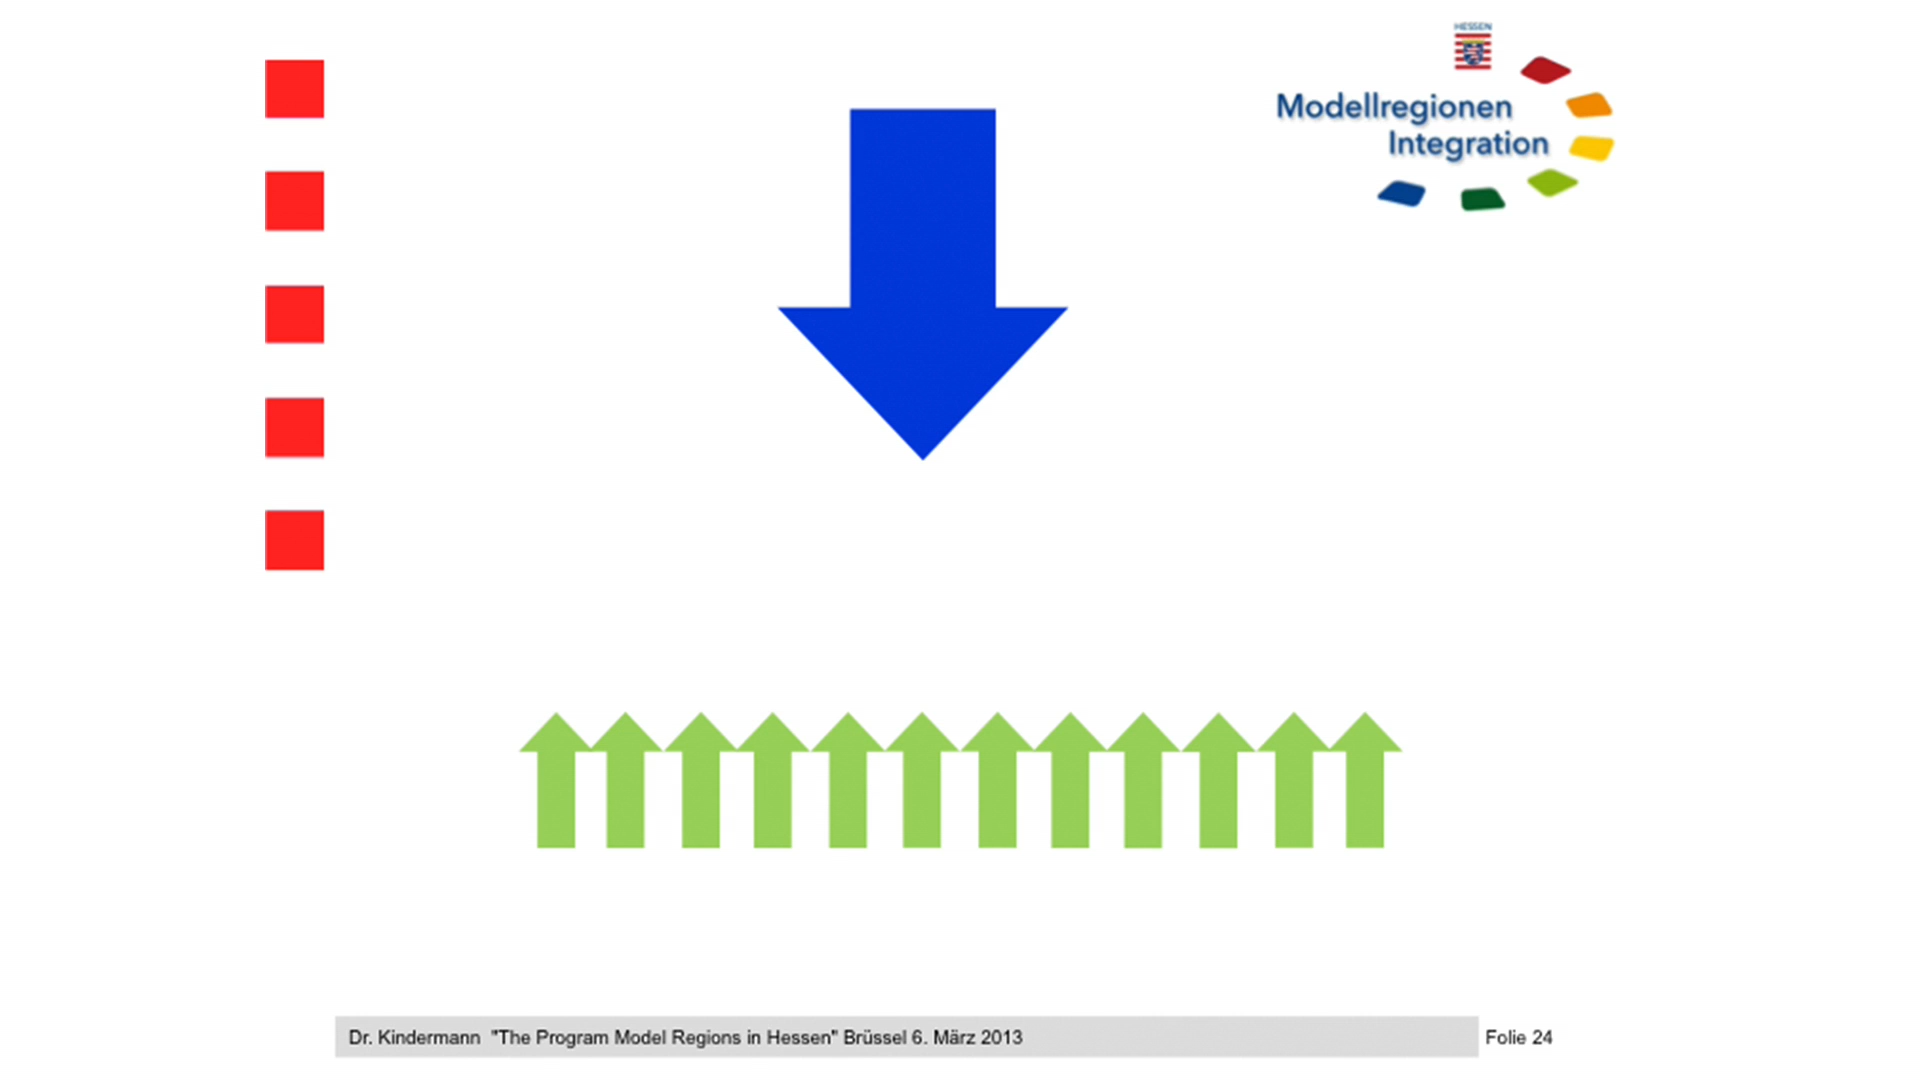 HESSEN
Modellregionen
Integration
Dr. Kindermann "The Program Model Regions in Hessen" Brüssel 6. März 2013
Folie 24